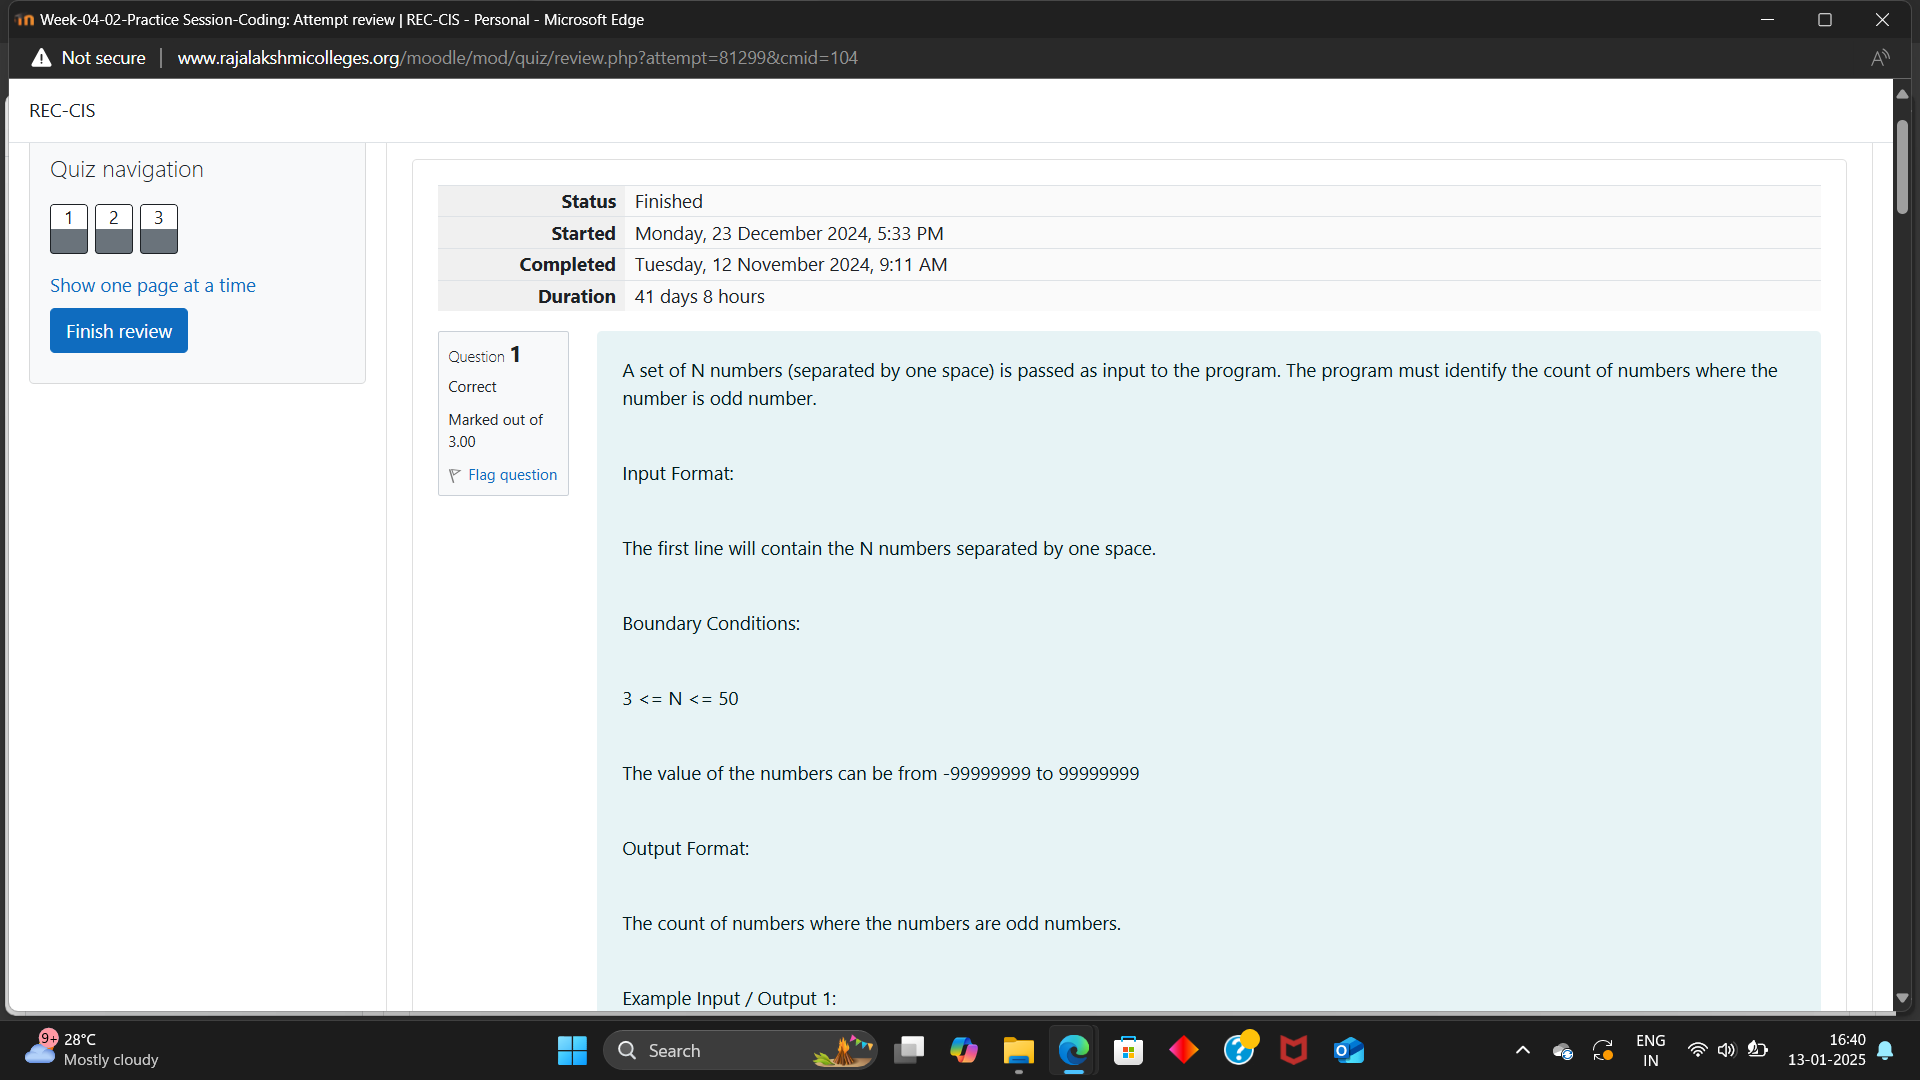 Week-04-02-Practice Session-Coding: Attempt review | REC-CIS - Personal - Microsoft Edge
Not secure | www.rajalakshmicolleges.org/moodle/mod/quiz/review.php?attempt=81299&cmid=104
REC-CIS
Quiz navigation
1 2 3
Show one page at a time
Finish review
Status Finished
Started Monday, 23 December 2024, 5:33 PM
Completed Tuesday, 12 November 2024, 9:11 AM
Duration 41 days 8 hours
Question 1
Correct
Marked out of
3.00
Flag question
A set of N numbers (separated by one space) is passed as input to the program. The program must identify the count of numbers where the
number is odd number.
Input Format:
The first line will contain the N numbers separated by one space.
Boundary Conditions:
3 <= N <= 50
The value of the numbers can be from -99999999 to 99999999
Output Format:
The count of numbers where the numbers are odd numbers.
Example Input / Output 1:
9+
28°C
Mostly cloudy
Search
ENG
IN
16:40
13-01-2025